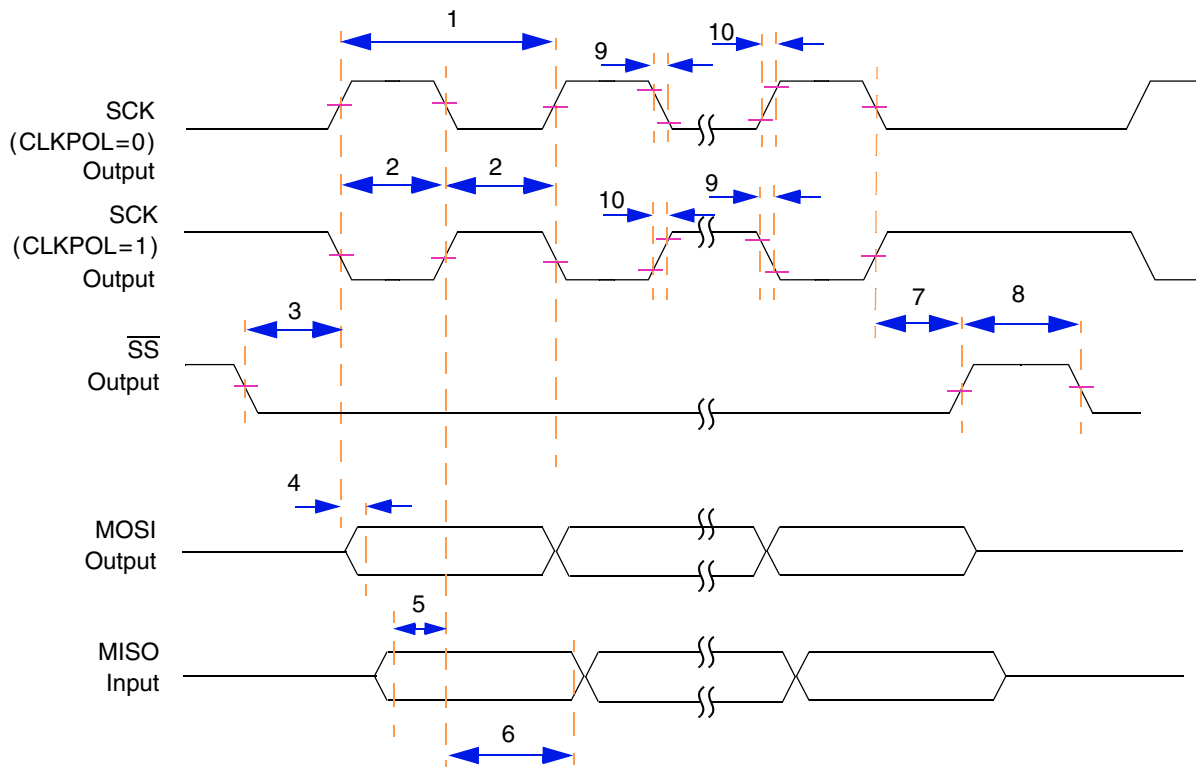 1
9
10
SCK
(CLKPOL=0)
Output
2
2
SCK
(CLKPOL=1)
Output
10
9
3
7
8
SS
Output
4
MOSI
Output
5
MISO
Input
6